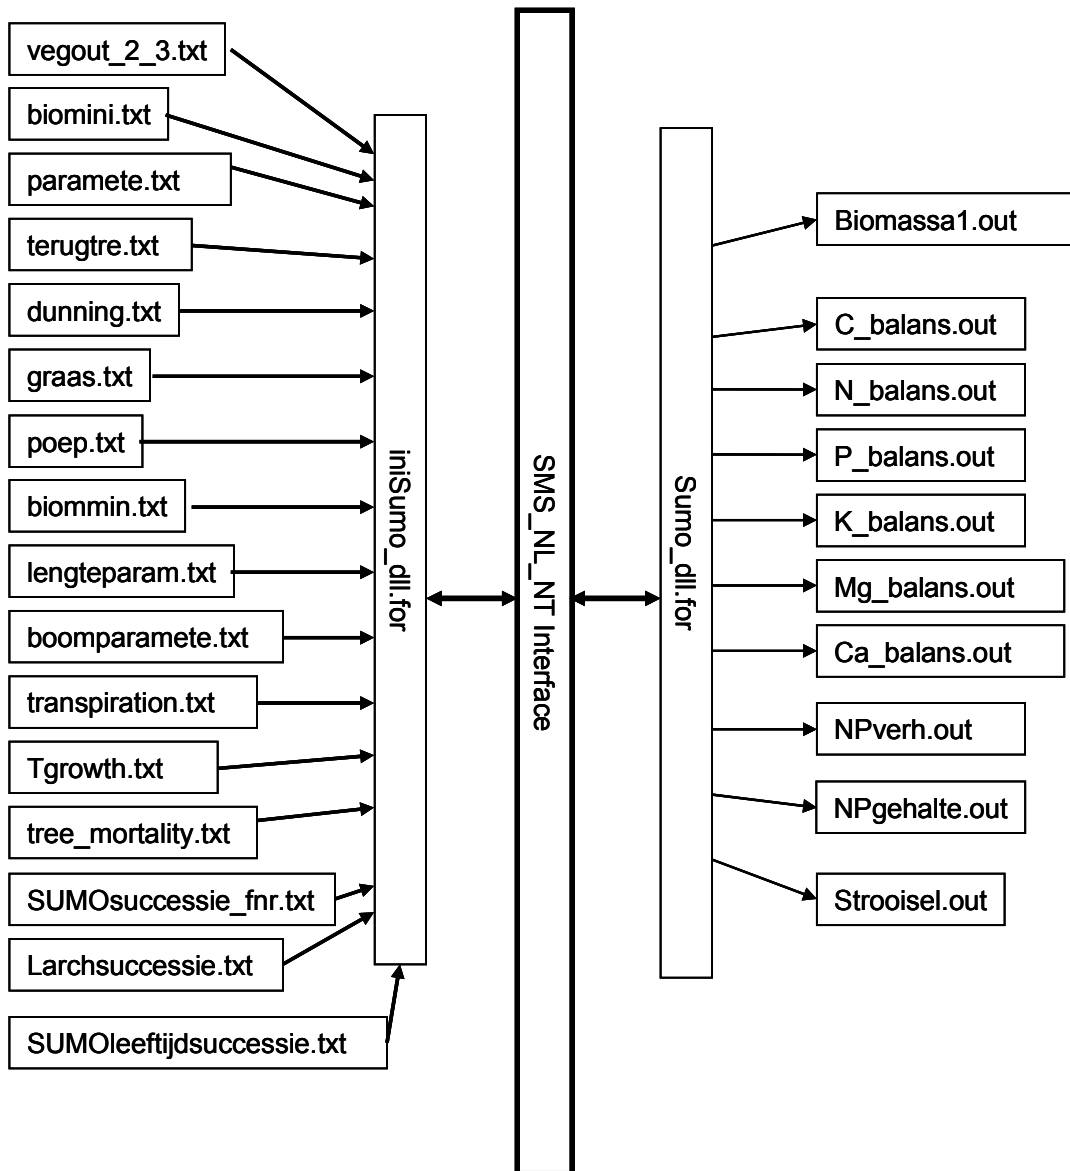 vegout_2_3.txt
biomini.txt
paramete.txt
terugtre.txt
dunning.txt
graas.txt
poep.txt
biommin.txt
lengteparam.txt
boomparamete.txt
transpiration.txt
Tgrowth.txt
tree_mortality.txt
SUMOsuccessie_fnr.txt
Larchsuccessie.txt
SUMOleeftijdsuccessie.txt
iniSumo_dll.for
SMS_NL_NT Interface
Sumo_dll.for
Biomassa1.out
C_balans.out
N_balans.out
P_balans.out
K_balans.out
Mg_balans.out
Ca_balans.out
NPverh.out
NPgehalte.out
Strooisel.out